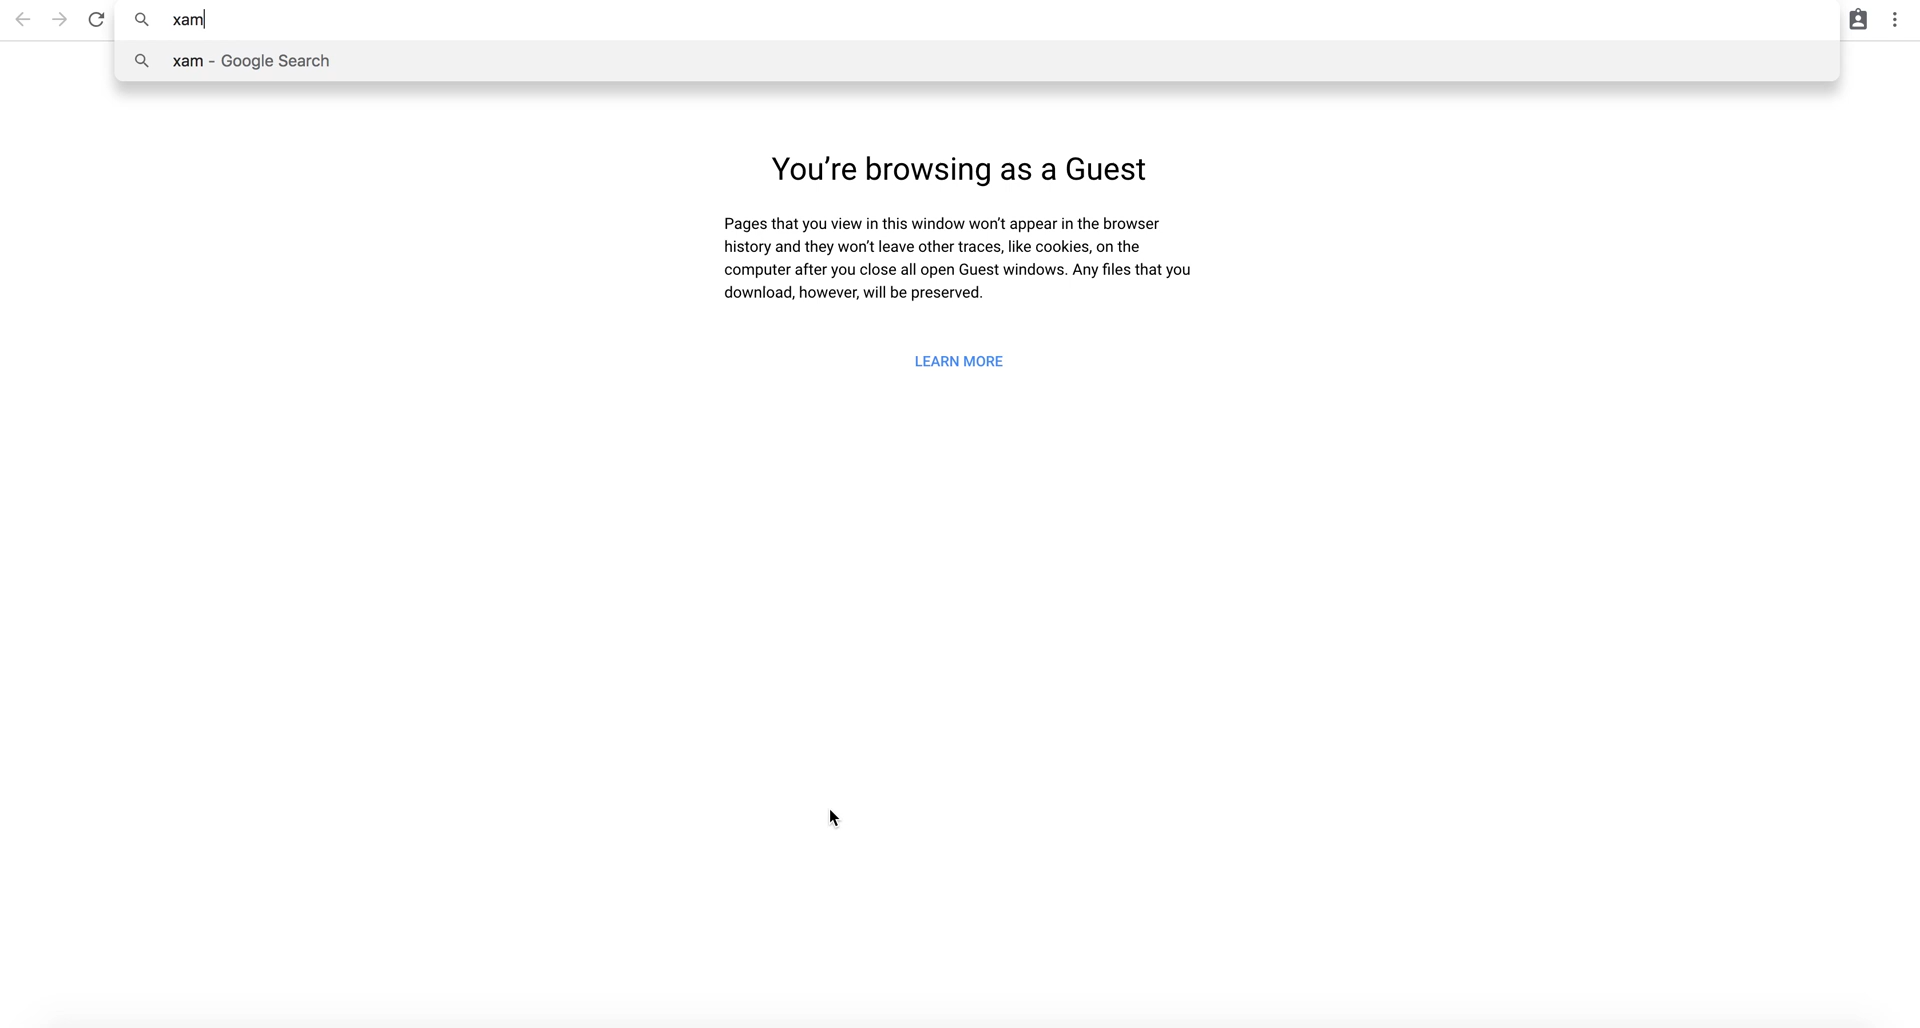 xam
xam - Google Search
You’re browsing as a Guest
Pages that you view in this window won’t appear in the browser
history and they won’t leave other traces, like cookies, on the
computer after you close all open Guest windows. Any files that you
download, however, will be preserved.
LEARN MORE